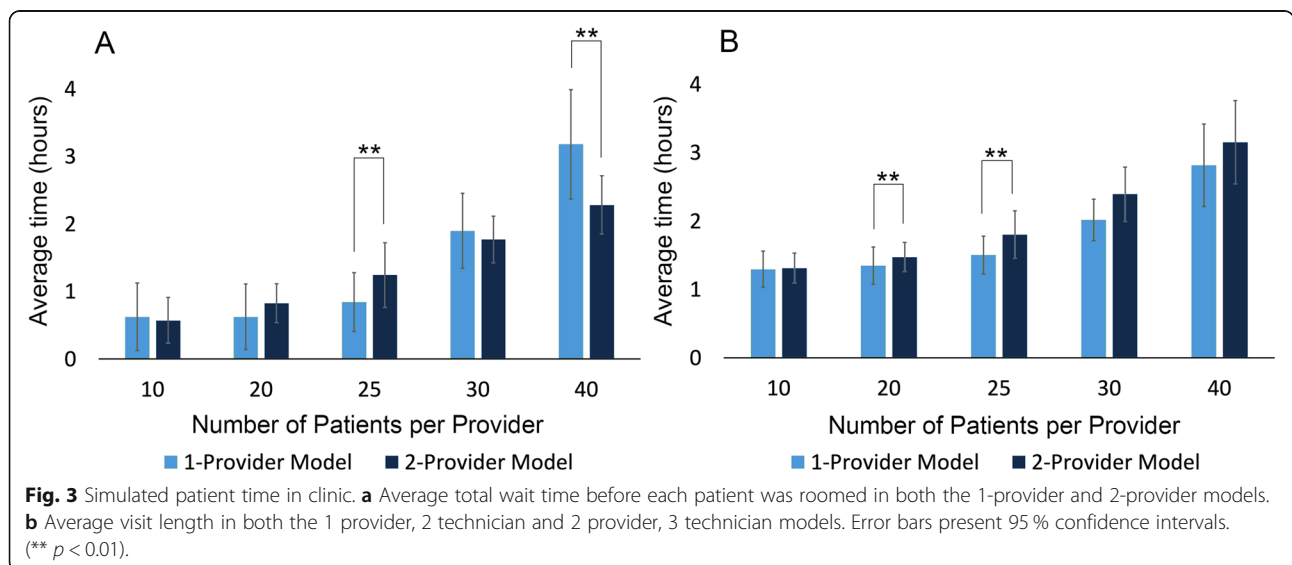 A
B
**
**
**
**
Average time (hours)
4
3
2
1
0
10 20 25 30 40
Number of Patients per Provider
1-Provider Model 2-Provider Model
Average time (hours)
4
3
2
1
0
10 20 25 30 40
Number of Patients per Provider
1-Provider Model 2-Provider Model
Fig. 3 Simulated patient time in clinic. a Average total wait time before each patient was roomed in both the 1-provider and 2-provider models.
b Average visit length in both the 1 provider, 2 technician and 2 provider, 3 technician models. Error bars present 95 % confidence intervals.
(** p < 0.01).